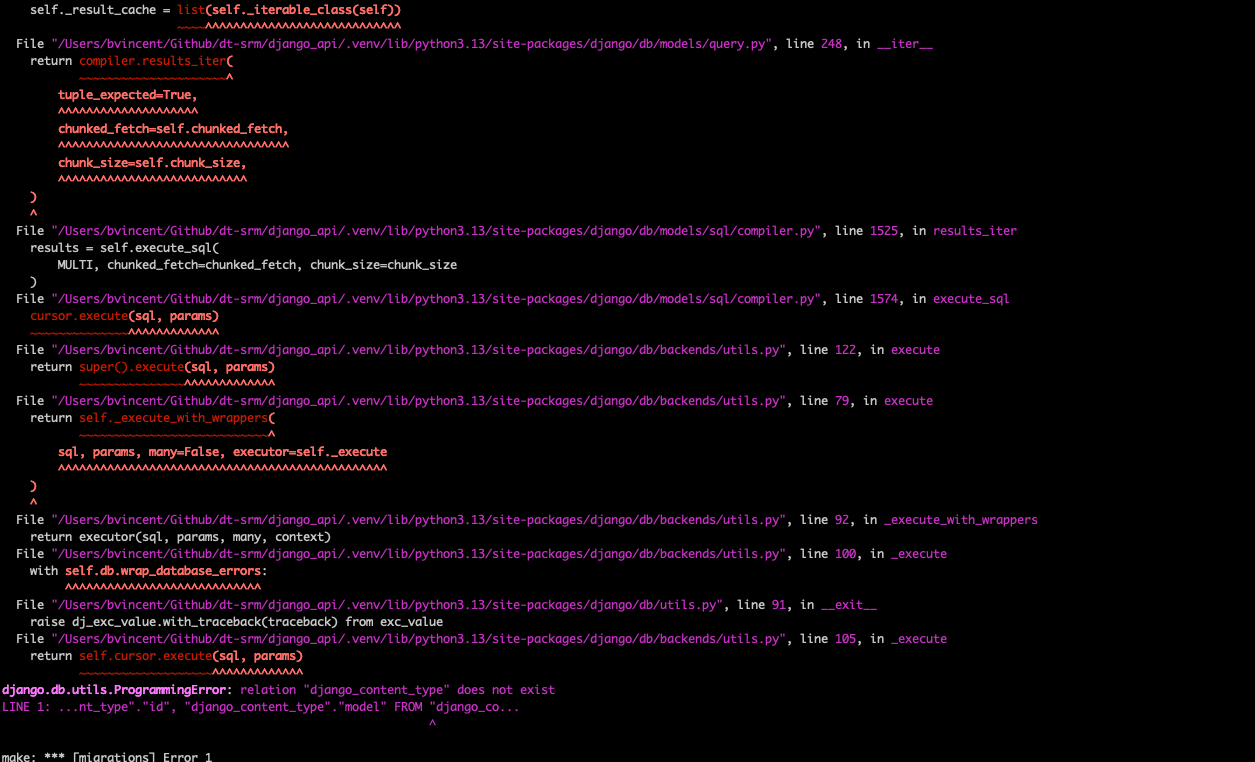 self._result_cache = list(self._iterable_class(self))
~~~~^^^^^^^^^^^^^^^^^^^^^^^^^^^^
File "/Users/bvincent/Github/dt-srm/django_api/.venv/lib/python3.13/site-packages/django/db/models/query.py", line 248, in __iter__
return compiler.results_iter(
~~~~~~~~~~~~~~~~~~~~~^
tuple_expected=True,
^^^^^^^^^^^^^^^^^^^^
chunked_fetch=self.chunked_fetch,
^^^^^^^^^^^^^^^^^^^^^^^^^^^^^^^^^
chunk_size=self.chunk_size,
^^^^^^^^^^^^^^^^^^^^^^^^^^^
)
^
File "/Users/bvincent/Github/dt-srm/django_api/.venv/lib/python3.13/site-packages/django/db/models/sql/compiler.py", line 1525, in results_iter
results = self.execute_sql(
MULTI, chunked_fetch=chunked_fetch, chunk_size=chunk_size
)
File "/Users/bvincent/Github/dt-srm/django_api/.venv/lib/python3.13/site-packages/django/db/models/sql/compiler.py", line 1574, in execute_sql
cursor.execute(sql, params)
~~~~~~~~~~~~~~^^^^^^^^^^^^^
File "/Users/bvincent/Github/dt-srm/django_api/.venv/lib/python3.13/site-packages/django/db/backends/utils.py", line 122, in execute
return super().execute(sql, params)
~~~~~~~~~~~~~~~^^^^^^^^^^^^^
File "/Users/bvincent/Github/dt-srm/django_api/.venv/lib/python3.13/site-packages/django/db/backends/utils.py", line 79, in execute
return self._execute_with_wrappers(
~~~~~~~~~~~~~~~~~~~~~~~~~~~^
sql, params, many=False, executor=self._execute
^^^^^^^^^^^^^^^^^^^^^^^^^^^^^^^^^^^^^^^^^^^^^^^
)
^
File "/Users/bvincent/Github/dt-srm/django_api/.venv/lib/python3.13/site-packages/django/db/backends/utils.py", line 92, in _execute_with_wrappers
return executor(sql, params, many, context)
File "/Users/bvincent/Github/dt-srm/django_api/.venv/lib/python3.13/site-packages/django/db/backends/utils.py", line 100, in _execute
with self.db.wrap_database_errors:
^^^^^^^^^^^^^^^^^^^^^^^^^^^^
File "/Users/bvincent/Github/dt-srm/django_api/.venv/lib/python3.13/site-packages/django/db/utils.py", line 91, in __exit__
raise dj_exc_value.with_traceback(traceback) from exc_value
File "/Users/bvincent/Github/dt-srm/django_api/.venv/lib/python3.13/site-packages/django/db/backends/utils.py", line 105, in _execute
return self.cursor.execute(sql, params)
~~~~~~~~~~~~~~~~~~~^^^^^^^^^^^^^
django.db.utils.ProgrammingError: relation "django_content_type" does not exist
LINE 1: ...nt_type"."id", "django_content_type"."model" FROM "django_co...
^
make: *** [migrations] Error 1